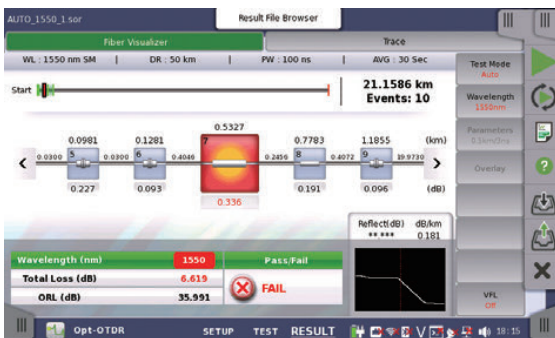 AUTO_1550_1.sor
Result File Browser
Fiber Visualizer
Trace
WL : 1550 nm SM | DR : 50 km | PW : 100 ns | AVG : 30 Sec
Test Mode
Auto
Start
21.1586 km
Events: 10
Wavelength
1550nm
Parameters
0.5km/3ns
Overlay
0.0981 0.1281 0.5327 0.7783 1.1855 (km)
0.0300 5 0.0300 6 0.4046 7 0.2456 8 0.4072 9 19.9730
0.227 0.093 0.336 0.191 0.096 (dB)
Reflect(dB) dB/km
**.*** 0.181
Wavelength (nm) 1550 Pass/Fail
Total Loss (dB) 6.619
FAIL
ORL (dB) 35.991
VFL
Off
Opt-OTDR SETUP TEST RESULT 18:15